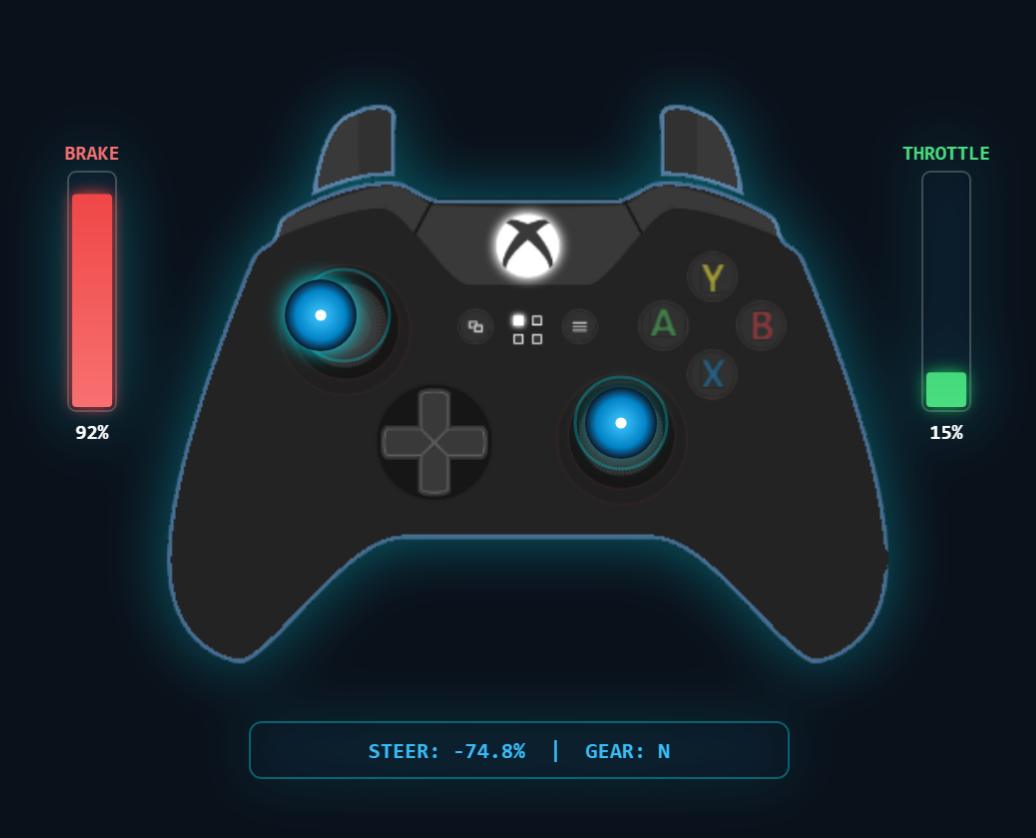 BRAKE
THROTTLE
Y
A
B
X
92%
15%
STEER: -74.8% | GEAR: N